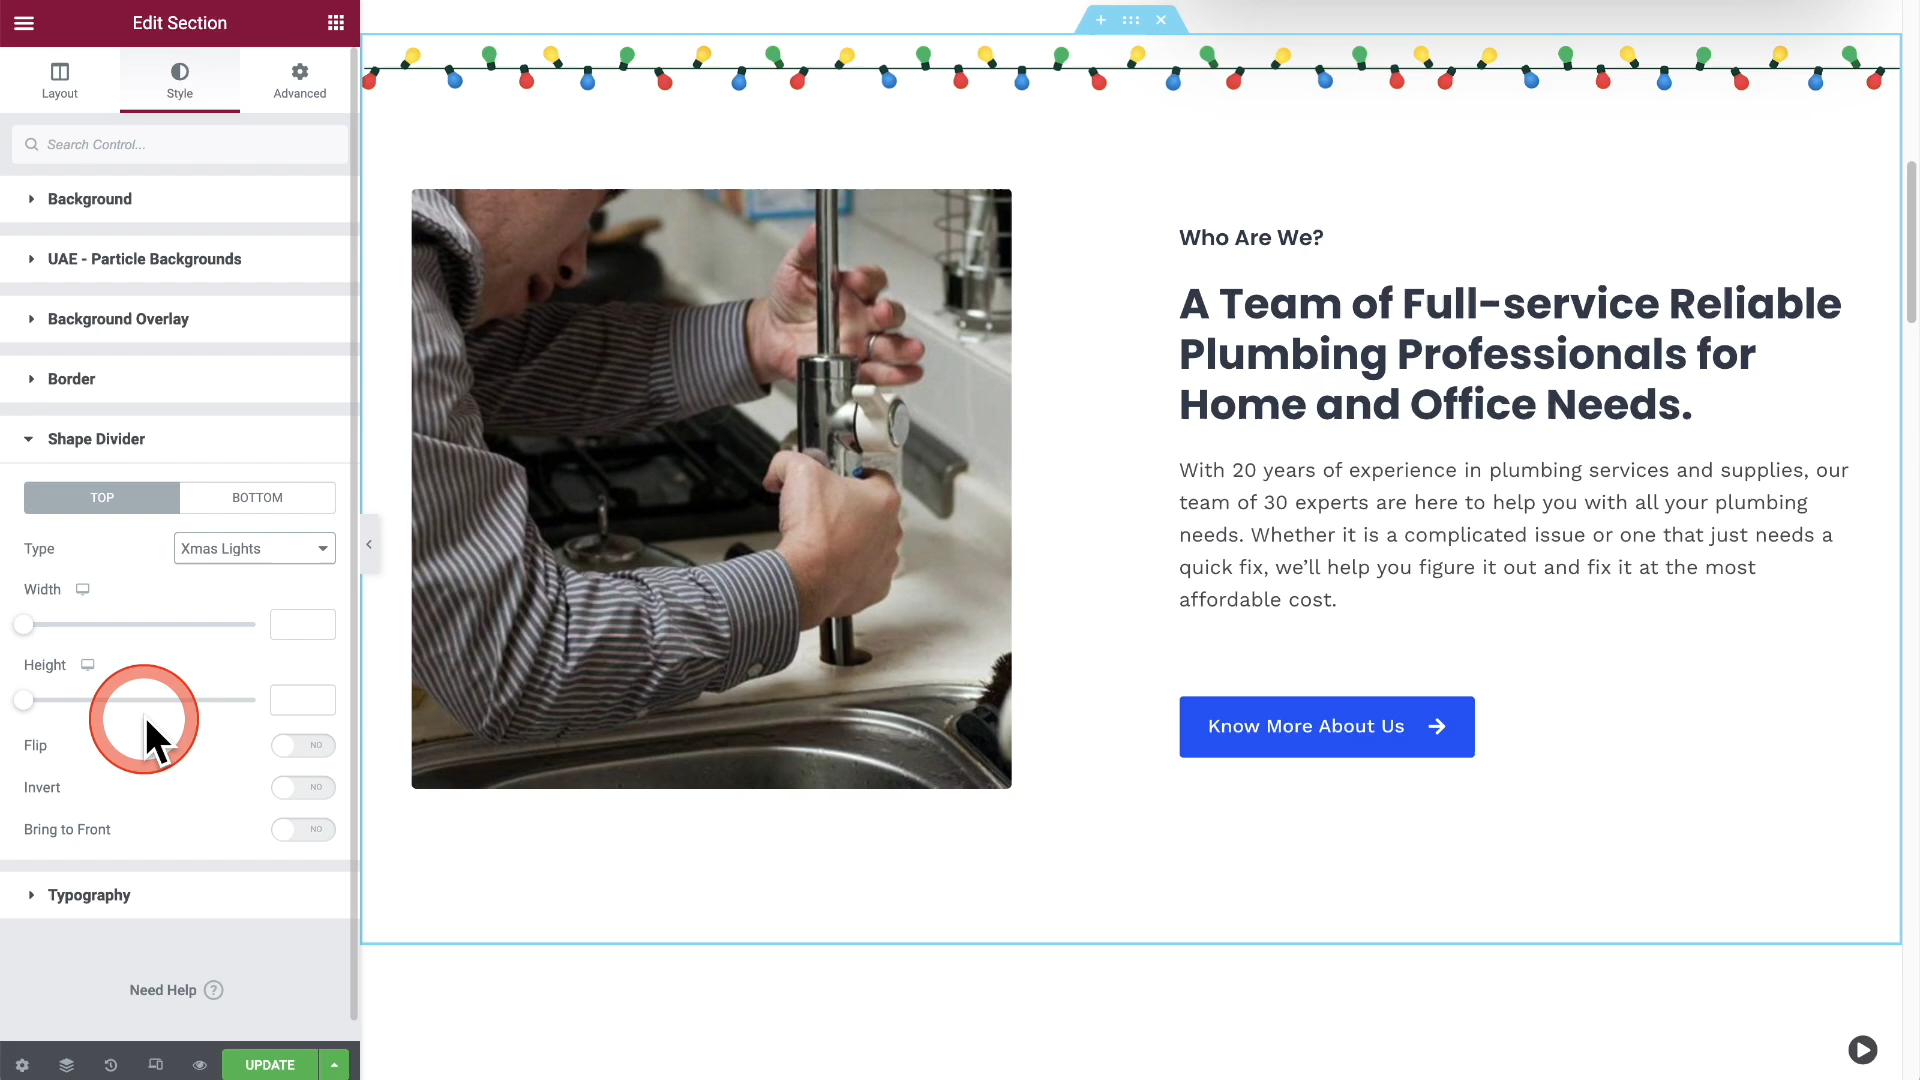 Edit Section
Layout
Style
Advanced
Search Control...
Background
UAE - Particle Backgrounds
Background Overlay
Border
Shape Divider
TOP
BOTTOM
Type
Xmas Lights
Width
Height
Flip
NO
Invert
NO
Bring to Front
NO
Typography
Need Help ?
UPDATE
Who Are We?
A Team of Full-service Reliable
Plumbing Professionals for
Home and Office Needs.
With 20 years of experience in plumbing services and supplies, our
team of 30 experts are here to help you with all your plumbing
needs. Whether it is a complicated issue or one that just needs a
quick fix, we’ll help you figure it out and fix it at the most
affordable cost.
Know More About Us